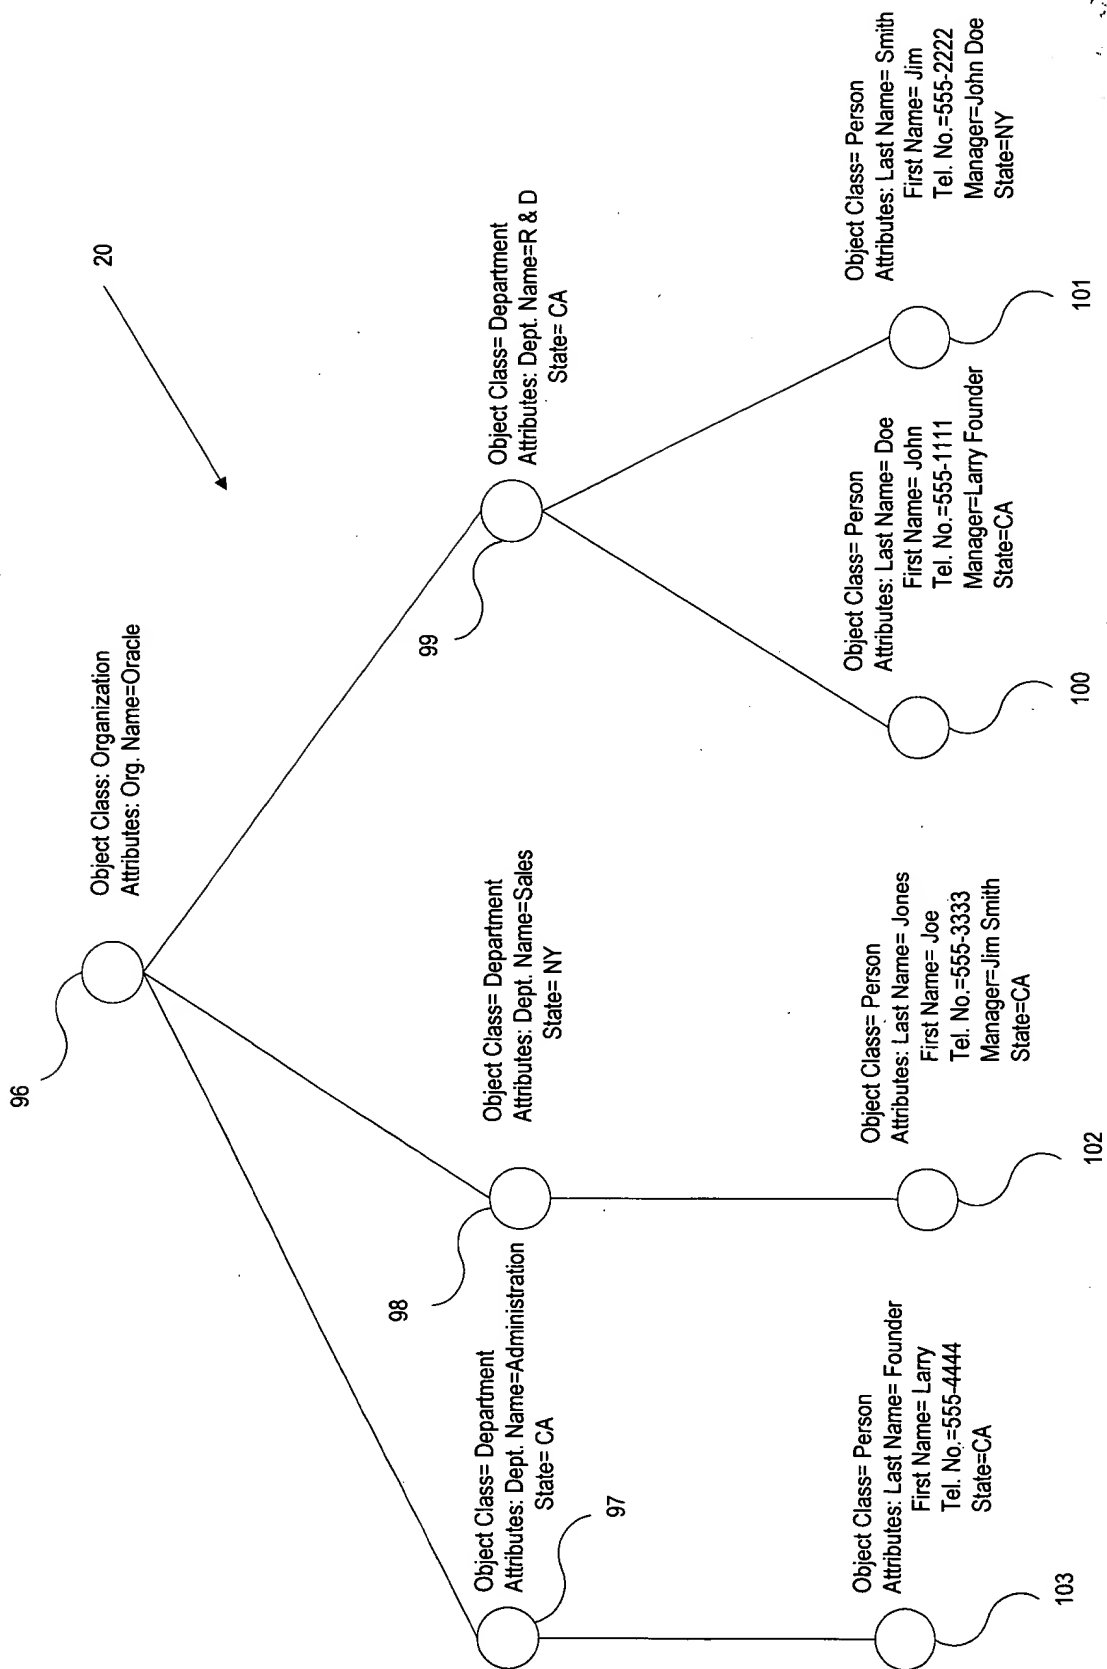 20
96
Object Class: Organization
Attributes: Org. Name=Oracle
97
Object Class= Department
Attributes: Dept. Name=Administration
State= CA
98
Object Class= Department
Attributes: Dept. Name=Sales
State= NY
99
Object Class= Department
Attributes: Dept. Name=R & D
State= CA
103
Object Class= Person
Attributes: Last Name= Founder
First Name= Larry
Tel. No.=555-4444
State=CA
102
Object Class= Person
Attributes: Last Name= Jones
First Name= Joe
Tel. No.=555-3333
Manager=Jim Smith
State=CA
100
Object Class= Person
Attributes: Last Name= Doe
First Name= John
Tel. No.=555-1111
Manager=Larry Founder
State=CA
101
Object Class= Person
Attributes: Last Name= Smith
First Name= Jim
Tel. No.=555-2222
Manager=John Doe
State=NY